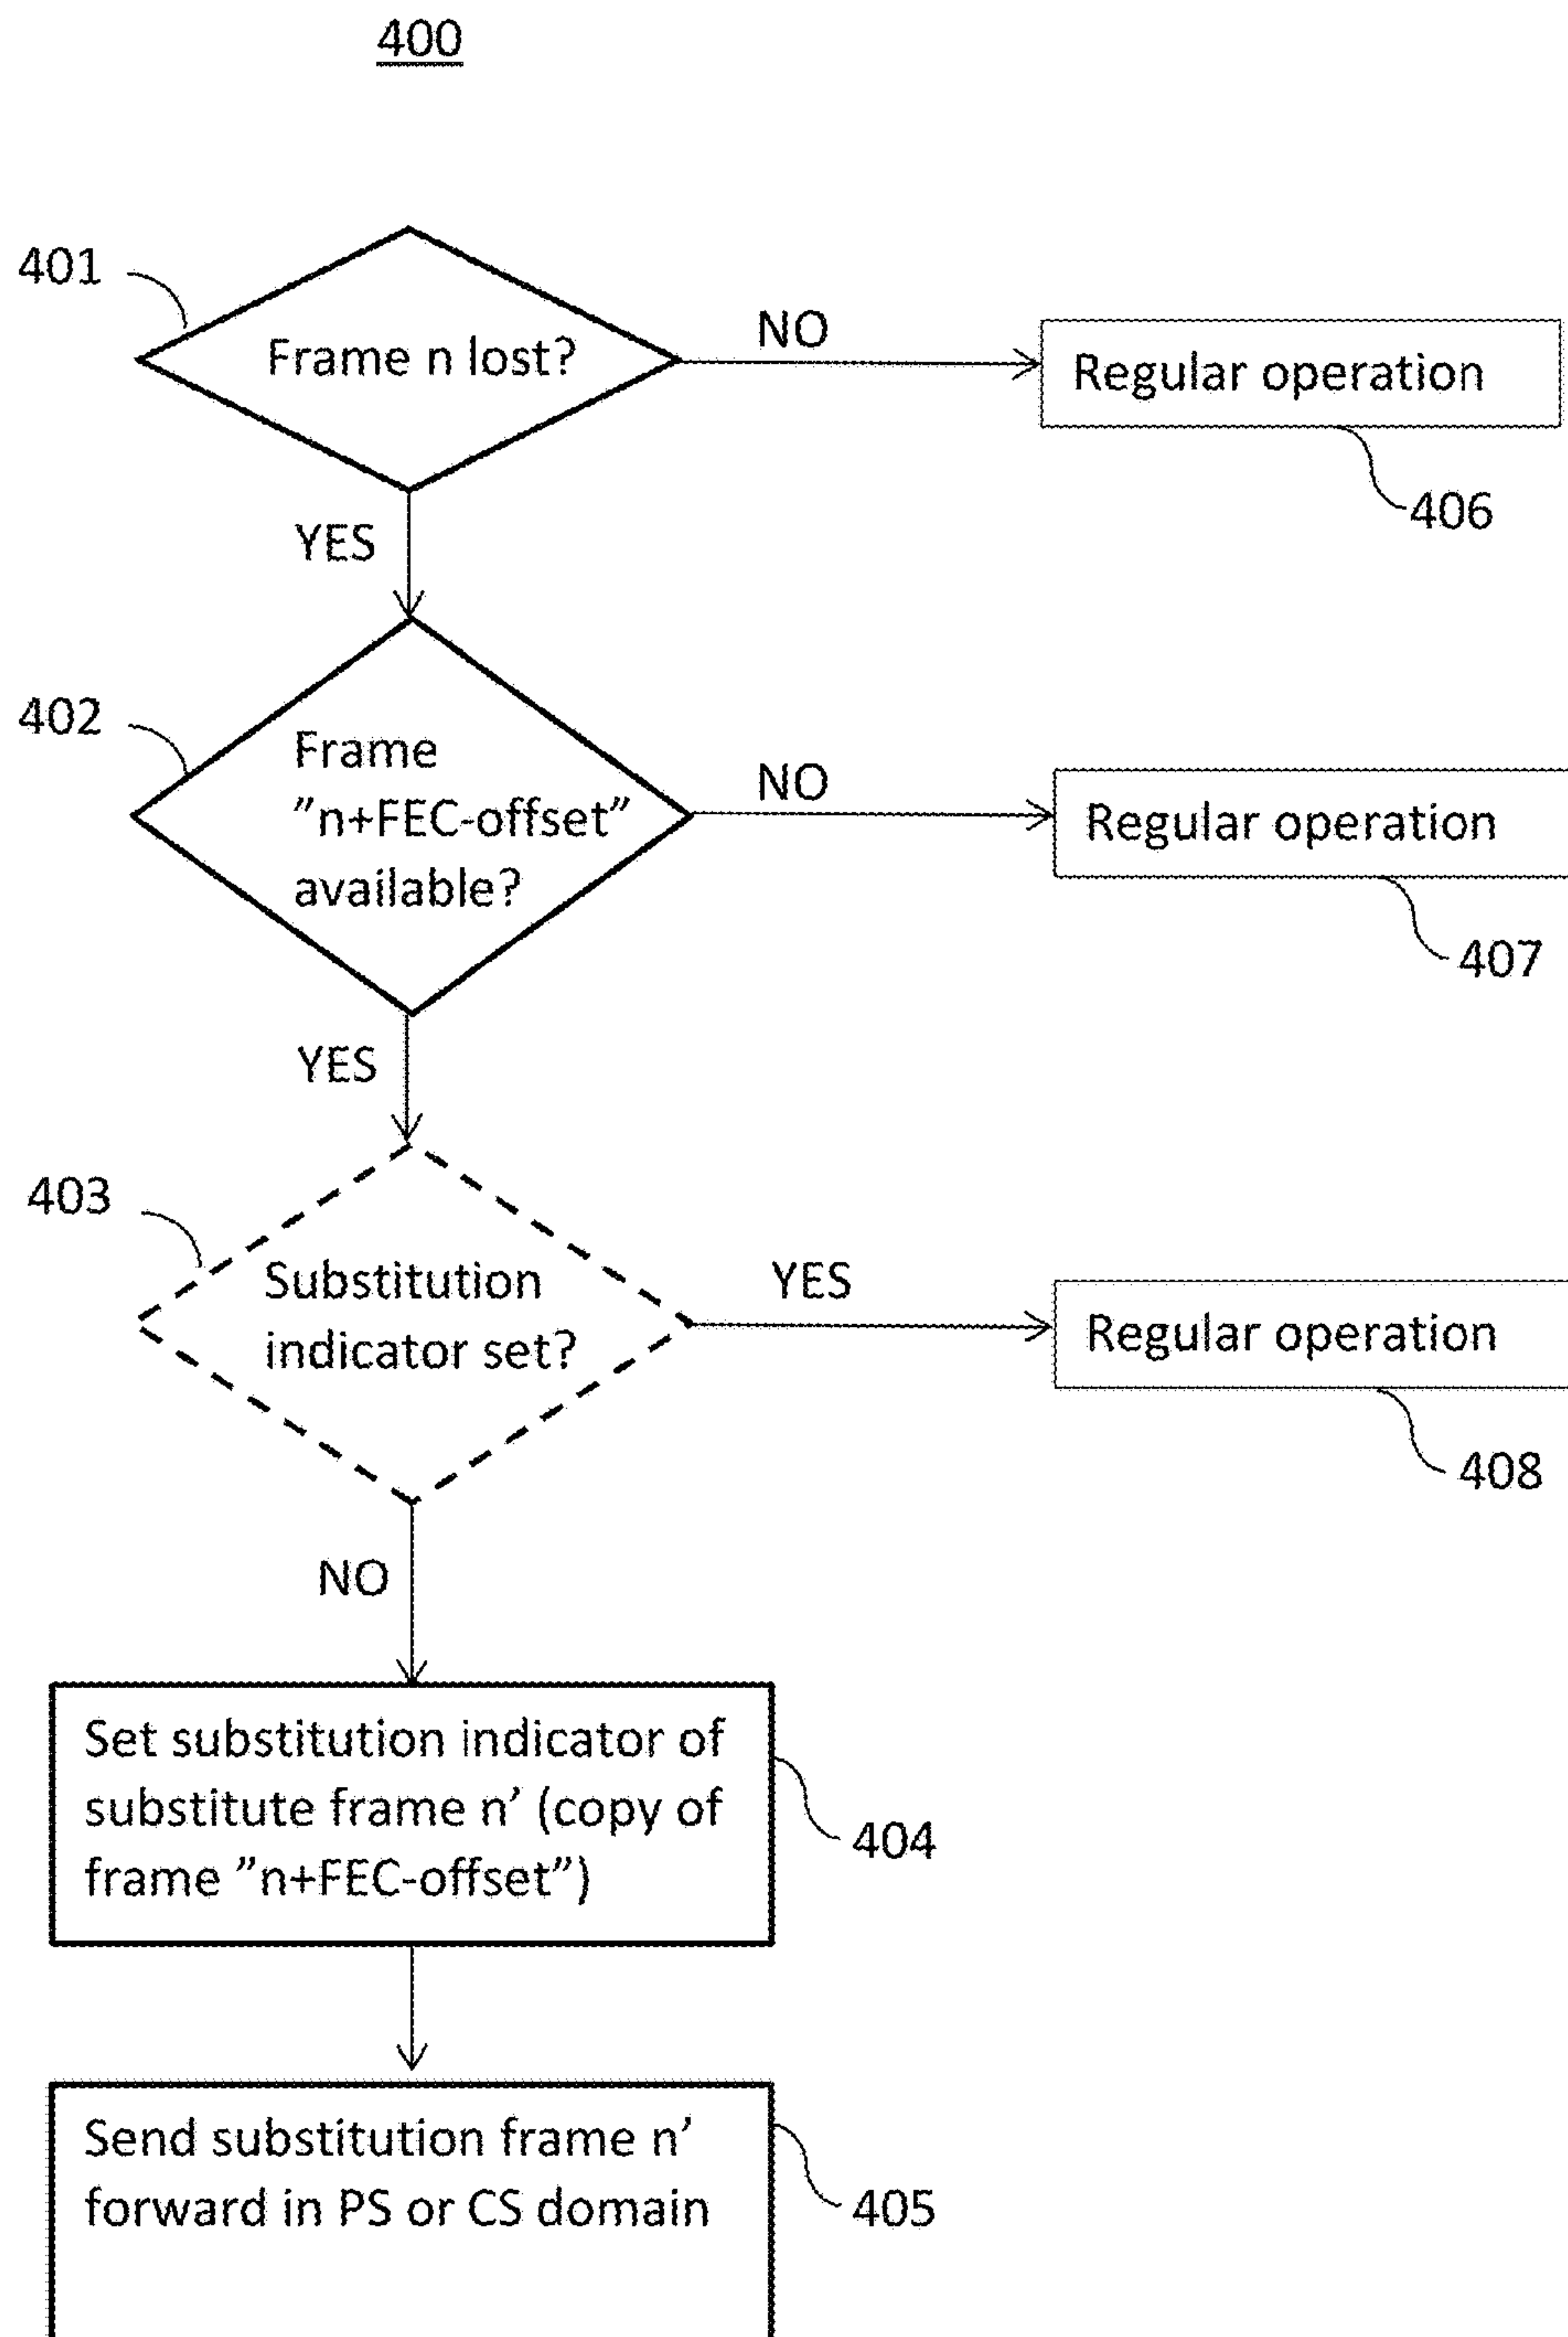 400
401
Frame n lost?
NO
Regular operation
406
YES
402
Frame
”n+FEC-offset”
available?
NO
Regular operation
407
YES
403
Substitution
indicator set?
YES
Regular operation
408
NO
Set substitution indicator of
substitute frame n’ (copy of
frame ”n+FEC-offset”)
404
Send substitution frame n’
forward in PS or CS domain
405